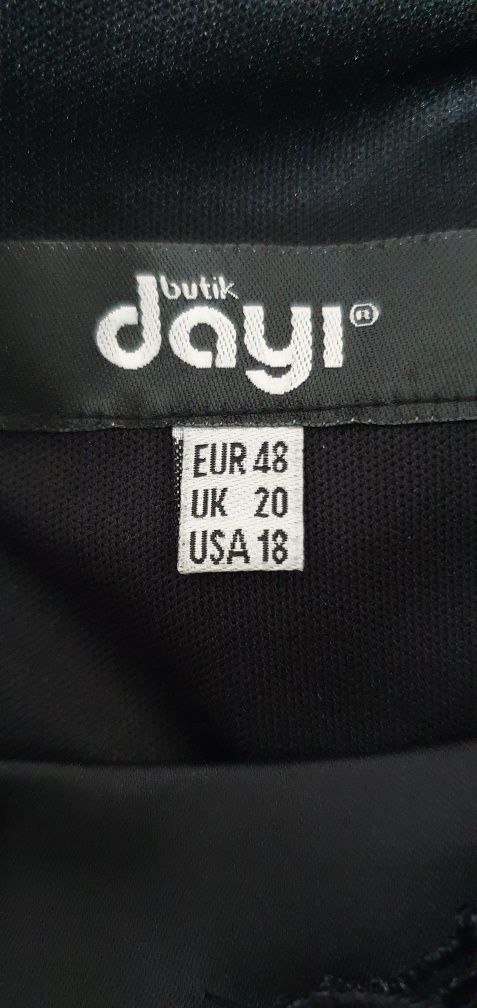 butik
dayı®
EUR 48
UK 20
USA 18